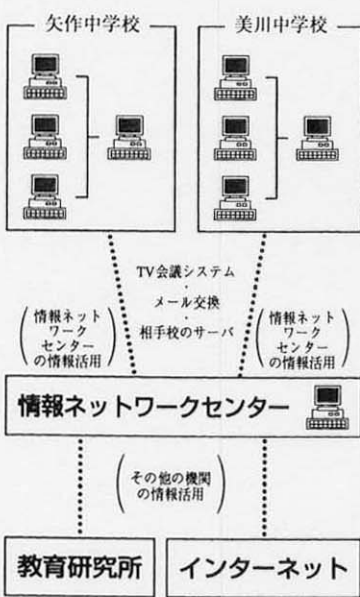 矢作中学校
美川中学校
TV会議システム
・
メール交換
・
相手校のサーバ
(情報ネット
ワーク
センター
の情報活用)
(情報ネット
ワーク
センター
の情報活用)
情報ネットワークセンター
(その他の機関
の情報活用)
教育研究所
インターネット